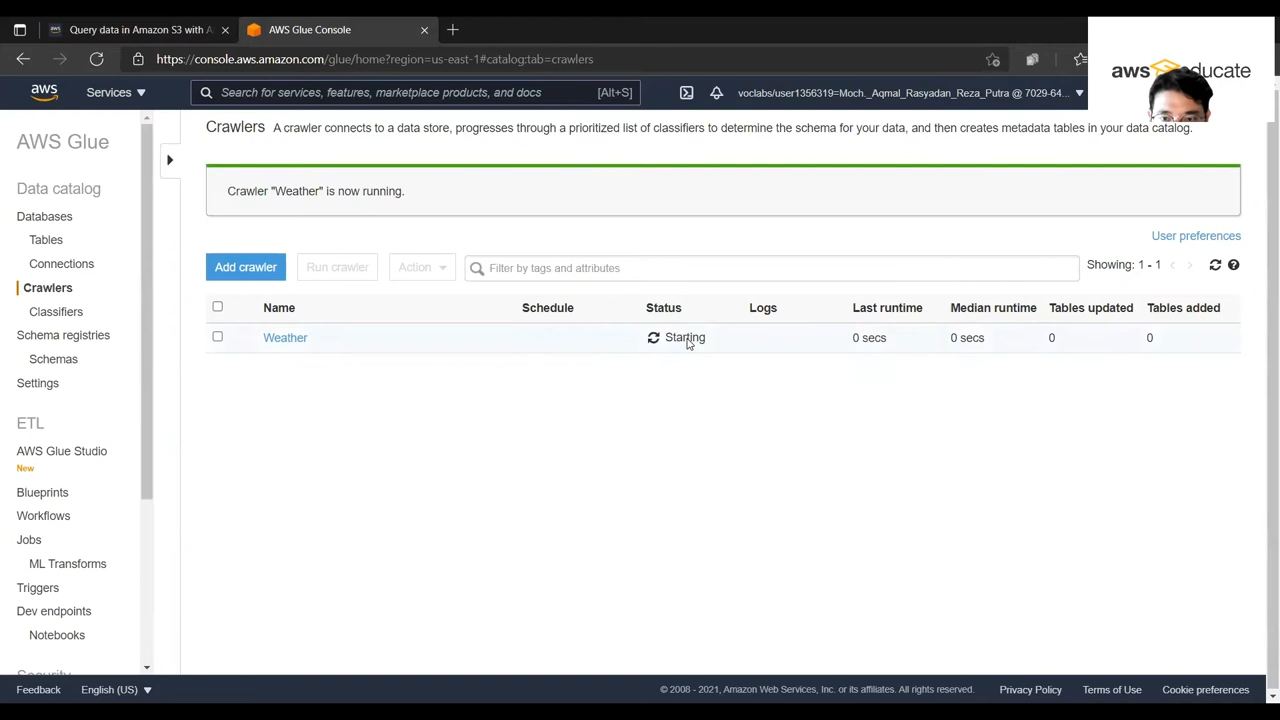 Query data in Amazon S3 with A
AWS Glue Console
https://console.aws.amazon.com/glue/home?region=us-east-1#catalog:tab=crawlers
aws educate
aws
Services
Search for services, features, marketplace products, and docs
[Alt+S]
voclabs/user1356319=Moch._Aqmal_Rasyadan_Reza_Putra @ 7029-64...
AWS Glue
Data catalog
Databases
Tables
Connections
Crawlers
Classifiers
Schema registries
Schemas
Settings
ETL
AWS Glue Studio
New
Blueprints
Workflows
Jobs
ML Transforms
Triggers
Dev endpoints
Notebooks
Security
Crawlers A crawler connects to a data store, progresses through a prioritized list of classifiers to determine the schema for your data, and then creates metadata tables in your data catalog.
Crawler "Weather" is now running.
User preferences
Add crawler Run crawler Action Filter by tags and attributes Showing: 1 - 1
Name Schedule Status Logs Last runtime Median runtime Tables updated Tables added
Weather Starting 0 secs 0 secs 0 0
Feedback English (US) © 2008 - 2021, Amazon Web Services, Inc. or its affiliates. All rights reserved. Privacy Policy Terms of Use Cookie preferences